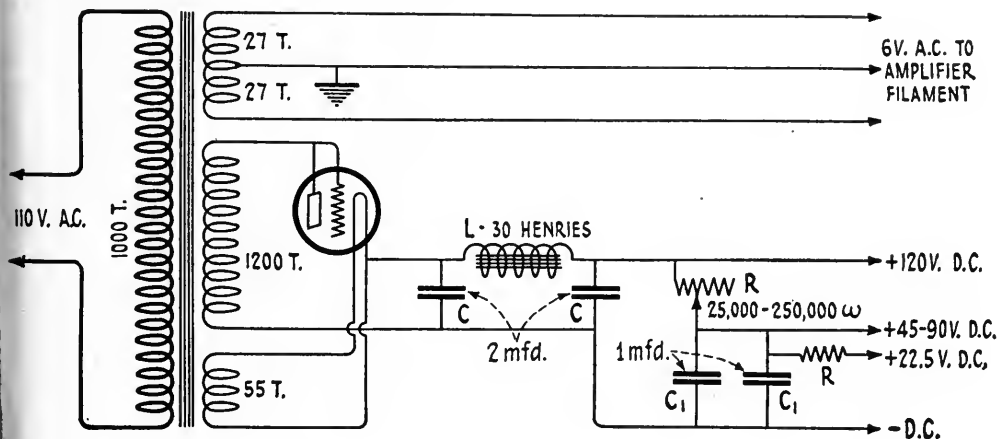 27 T.
27 T.
6V. A.C. TO
AMPLIFIER
FILAMENT
110 V. A.C.
1000 T.
1200 T.
L - 30 HENRIES
+120V. D.C.
R
25,000-250,000 ω
C
C
2 mfd.
+45-90V. D.C.
1 mfd.
+22.5 V. D.C,
R
C1
C1
55 T.
- D.C.